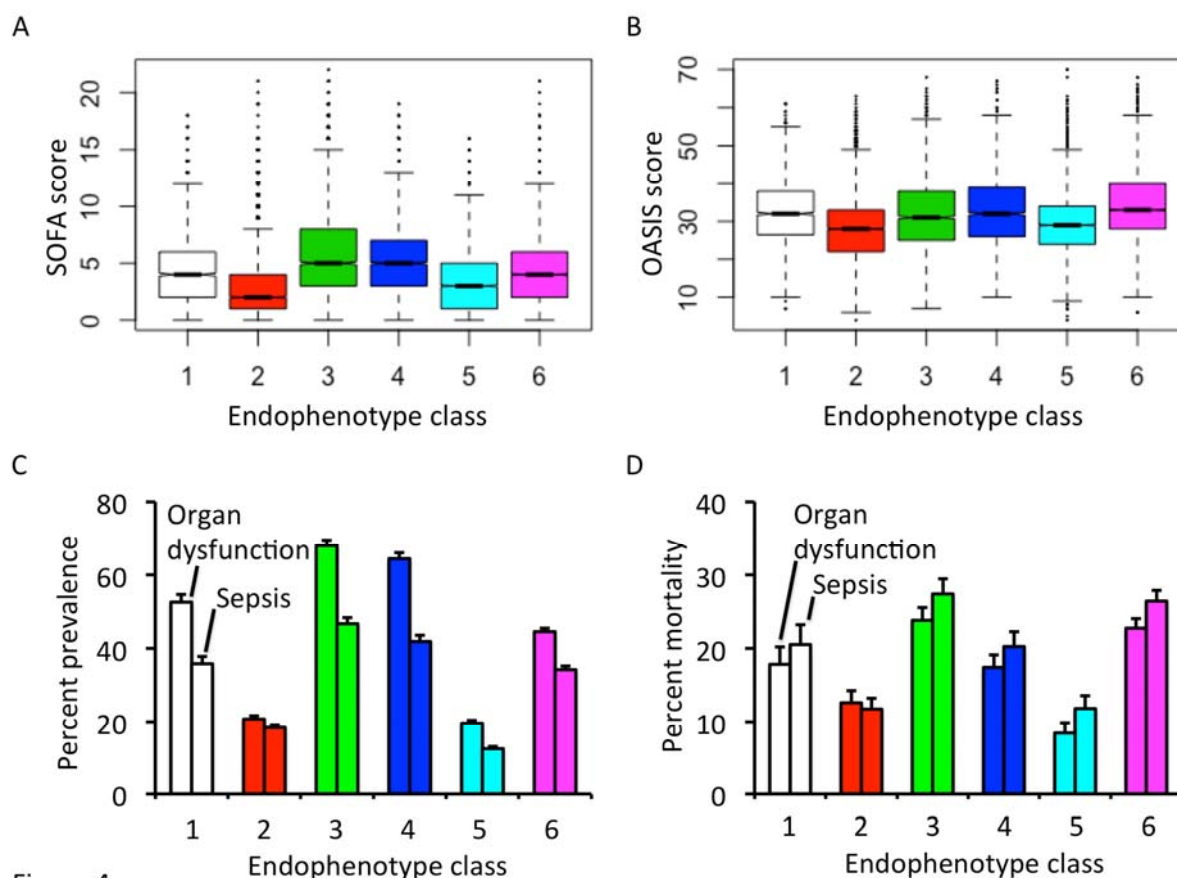 A
SOFA score
0 5 10 15 20
1 2 3 4 5 6
Endophenotype class
B
OASIS score
10 30 50 70
1 2 3 4 5 6
Endophenotype class
C
Percent prevalence
80
60
40
20
0
Organ
dysfunction
Sepsis
1 2 3 4 5 6
Endophenotype class
D
Percent mortality
40
30
20
10
0
Organ
dysfunction
Sepsis
1 2 3 4 5 6
Endophenotype class